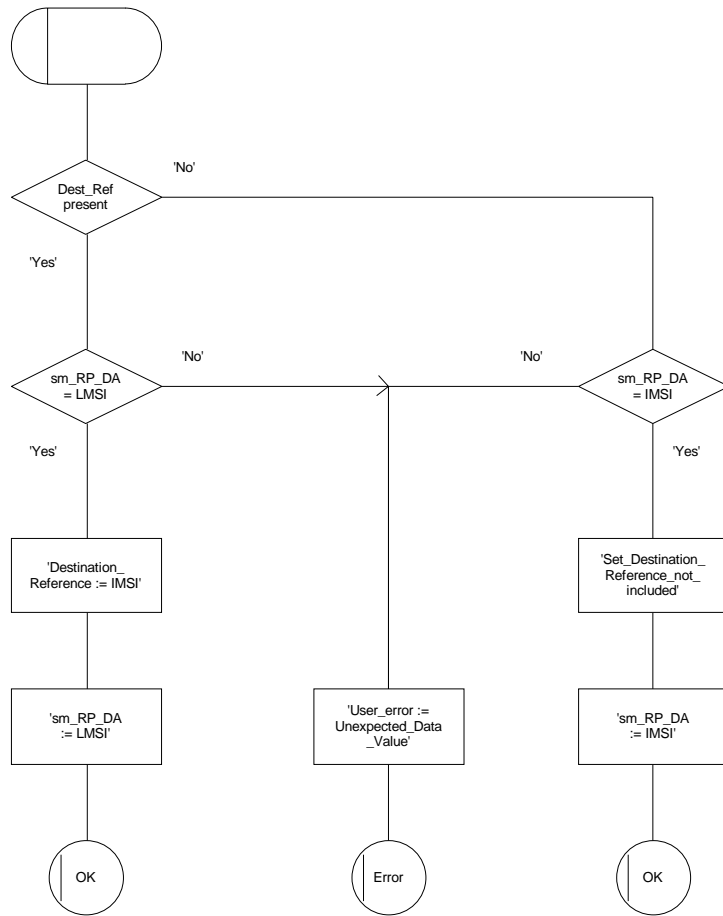 'No'
Dest_Ref
present
'Yes'
'No'
'No'
sm_RP_DA
= LMSI
sm_RP_DA
= IMSI
'Yes'
'Yes'
'Destination_
Reference := IMSI'
'Set_Destination_
Reference_not_
included'
'sm_RP_DA
:= LMSI'
'User_error :=
Unexpected_Data
_Value'
'sm_RP_DA
:= IMSI'
OK
Error
OK